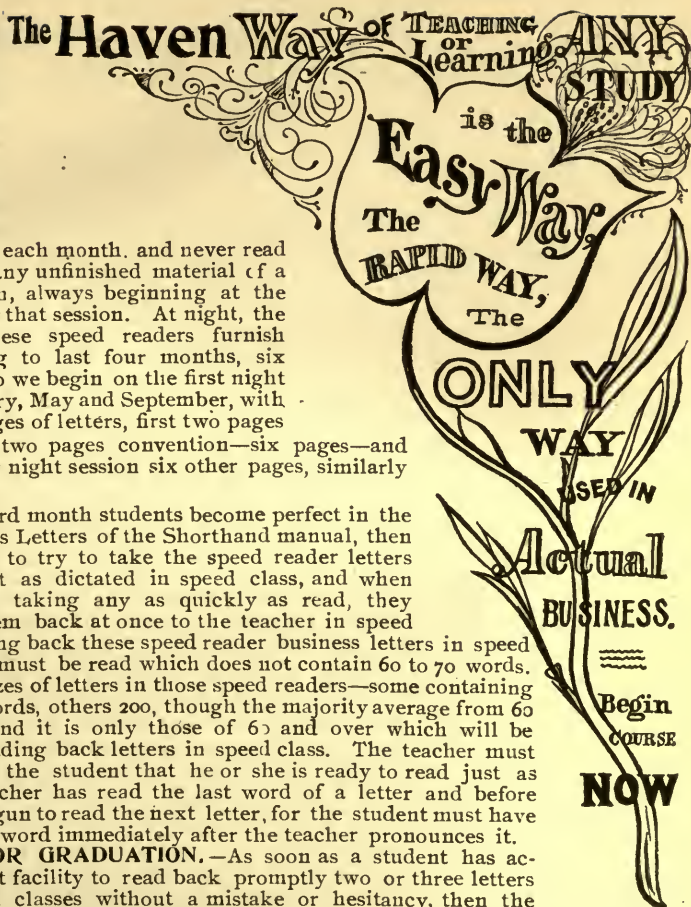 The Haven Way of TEACHING or Learning ANY
STUDY
is the
Easy Way,
The
RAPID WAY,
The
ONLY
WAY
USED IN
Actual
BUSINESS.
Begin
COURSE
NOW
each month. and never read
ny unfinished material of a
, always beginning at the
that session. At night, the
ese speed readers furnish
g to last four months, six
o we begin on the first night
ry, May and September, with
ges of letters, first two pages
two pages convention—six pages—and
night session six other pages, similarly
rd month students become perfect in the
s Letters of the Shorthand manual, then
to try to take the speed reader letters
t as dictated in speed class, and when
taking any as quickly as read, they
em back at once to the teacher in speed
ng back these speed reader business letters in speed
must be read which does not contain 60 to 70 words.
zes of letters in those speed readers—some containing
ords, others 200, though the majority average from 60
nd it is only those of 60 and over which will be
ding back letters in speed class. The teacher must
the student that he or she is ready to read just as
cher has read the last word of a letter and before
gun to read the next letter, for the student must have
word immediately after the teacher pronounces it.
OR GRADUATION.—As soon as a student has ac-
t facility to read back promptly two or three letters
classes without a mistake or hesitancy, then the